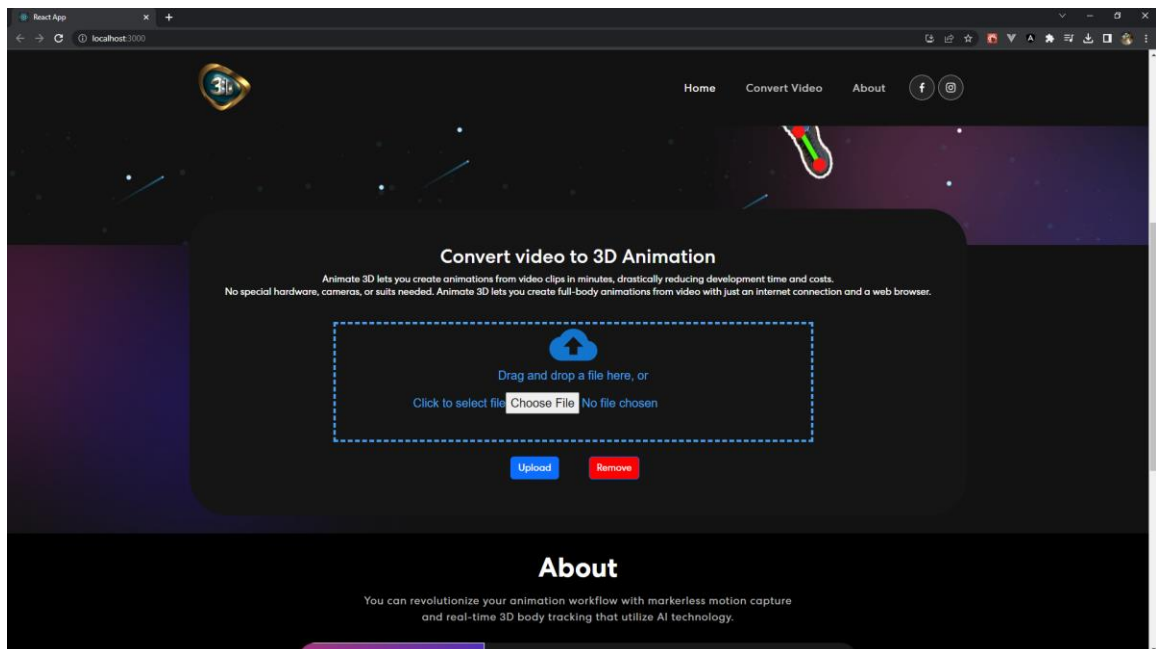 React App
localhost:3000
Home Convert Video About
Convert video to 3D Animation
Animate 3D lets you create animations from video clips in minutes, drastically reducing development time and costs.
No special hardware, cameras, or suits needed. Animate 3D lets you create full-body animations from video with just an internet connection and a web browser.
Drag and drop a file here, or
Click to select file Choose File No file chosen
Upload Remove
About
You can revolutionize your animation workflow with markerless motion capture
and real-time 3D body tracking that utilize AI technology.